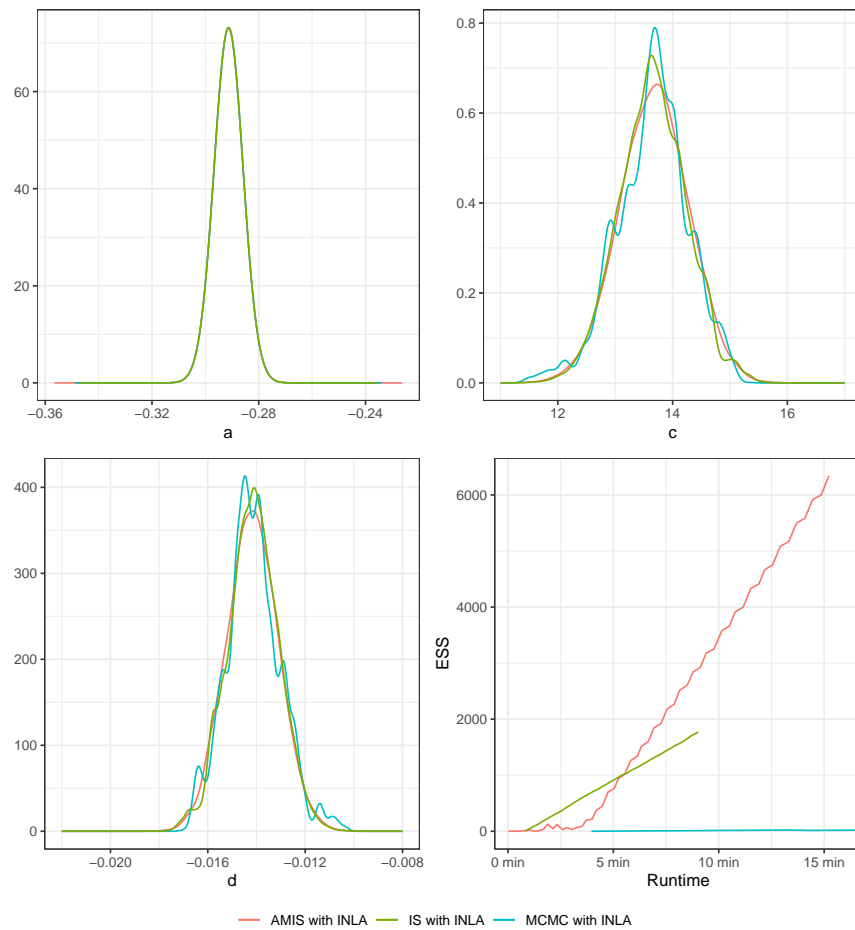 60
40
20
0
−0.36 −0.32 −0.28 −0.24
a
0.8
0.6
0.4
0.2
0.0
12 14 16
c
400
300
200
100
0
−0.020 −0.016 −0.012 −0.008
d
ESS
6000
4000
2000
0
0 min 5 min 10 min 15 min
Runtime
AMIS with INLA IS with INLA MCMC with INLA